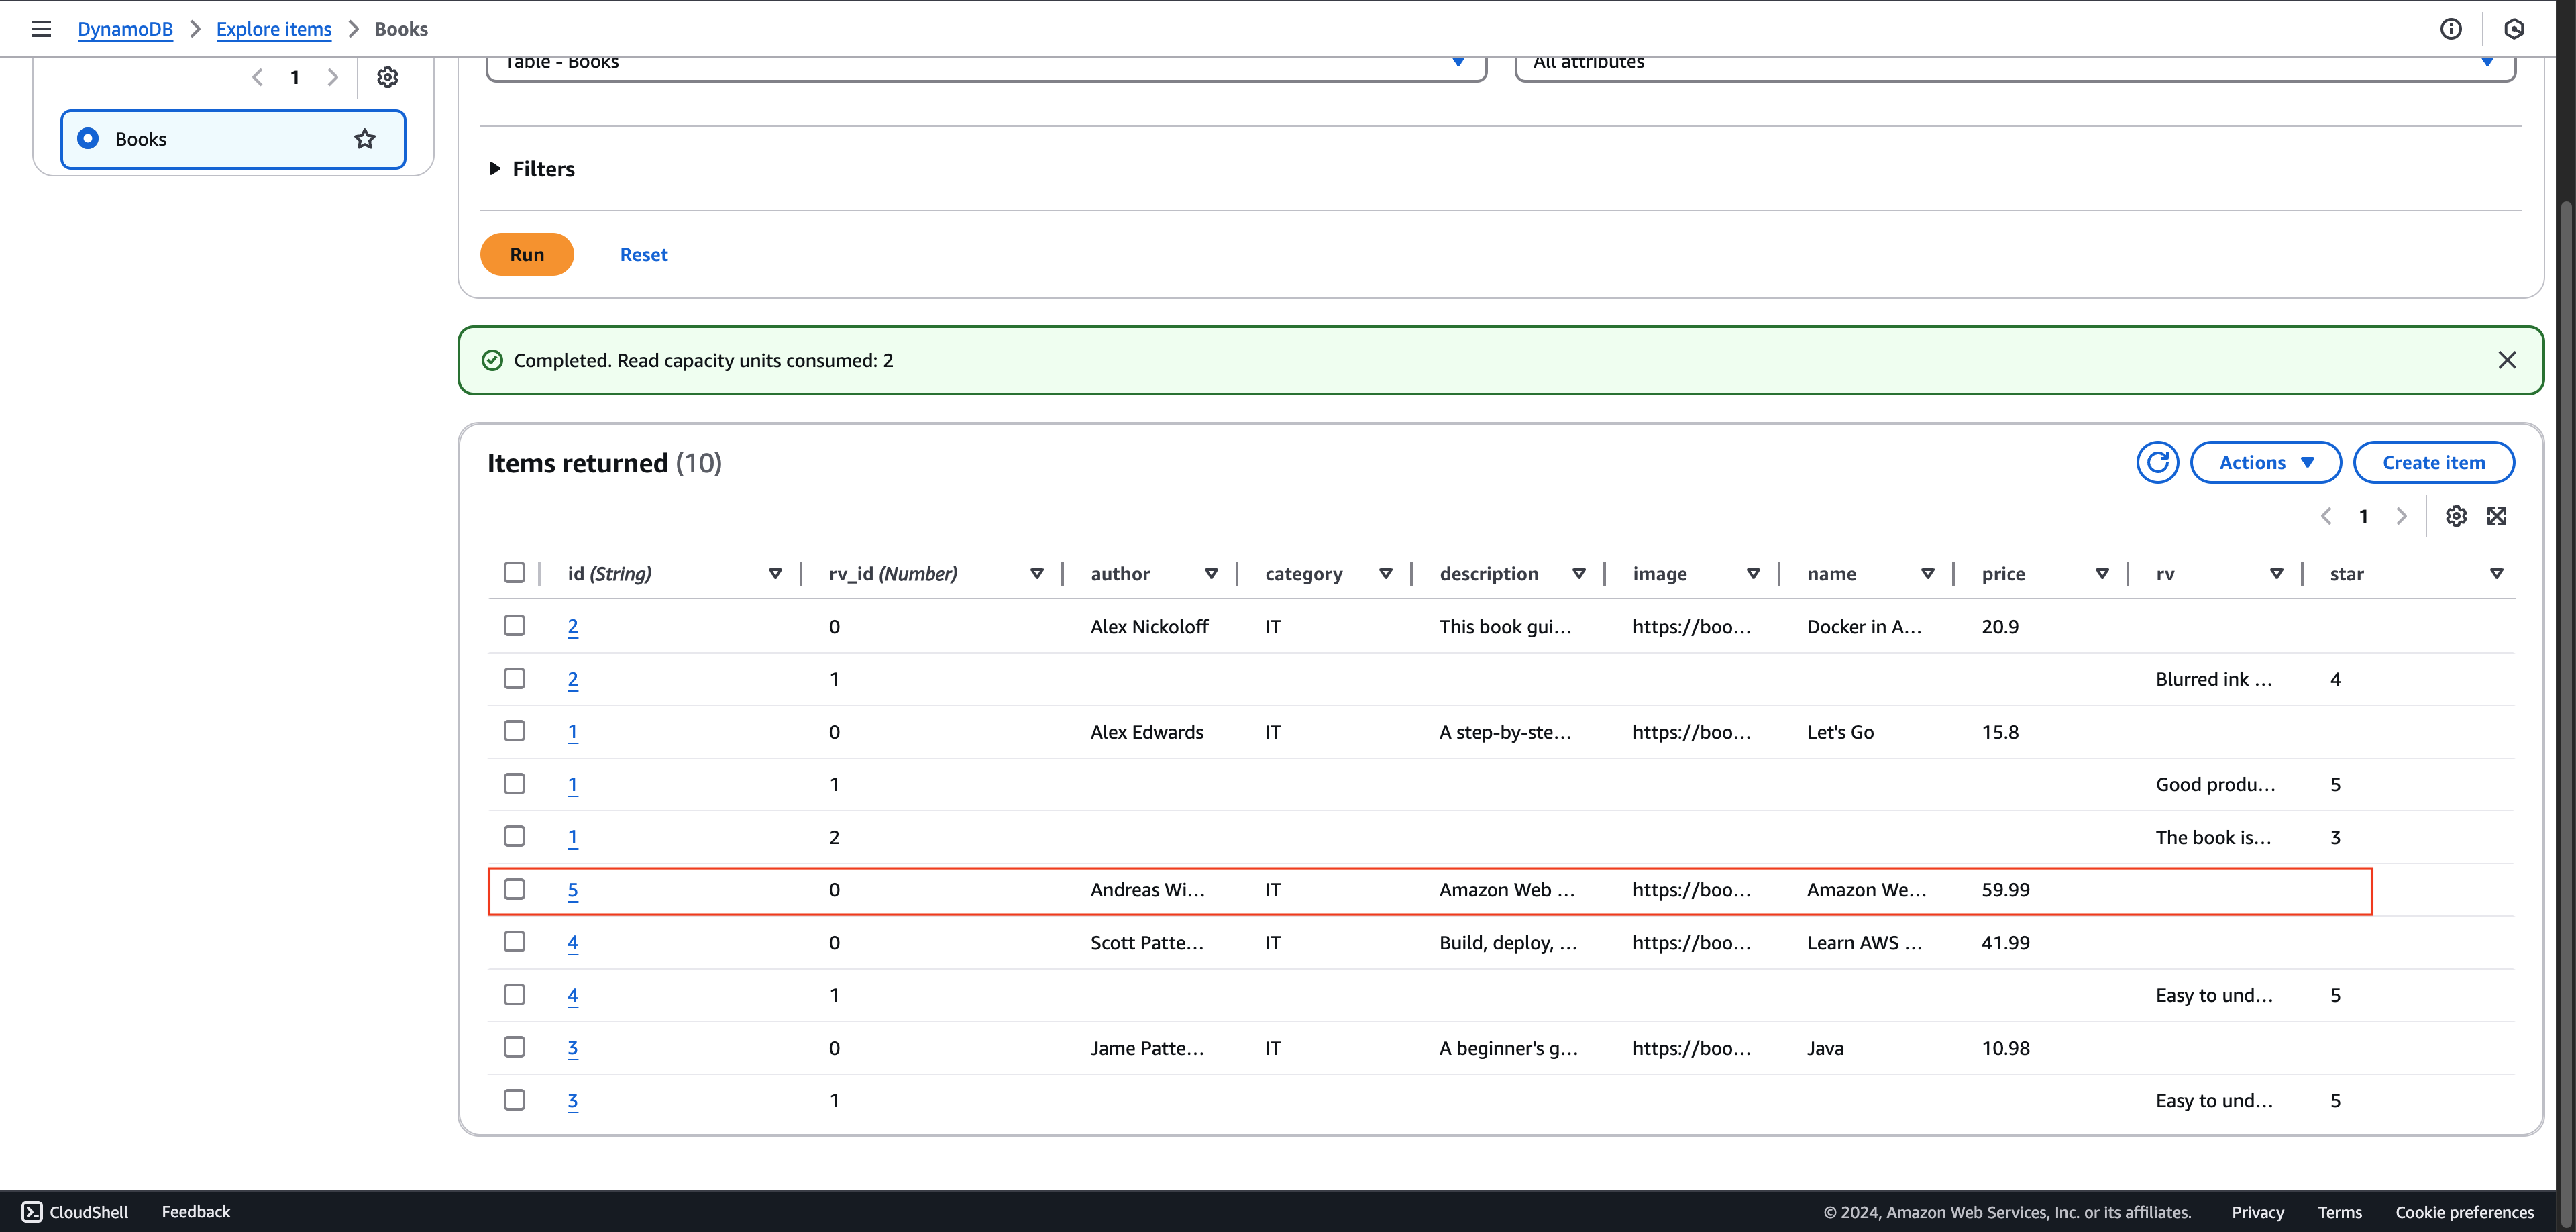 DynamoDB > Explore items > Books
1
Table - Books
All attributes
Books
Filters
Run Reset
Completed. Read capacity units consumed: 2
Items returned (10)
Actions Create item
1
id (String) rv_id (Number) author category description image name price rv star
2 0 Alex Nickoloff IT This book gui... https://boo... Docker in A... 20.9
2 1 Blurred ink ... 4
1 0 Alex Edwards IT A step-by-ste... https://boo... Let's Go 15.8
1 1 Good produ... 5
1 2 The book is... 3
5 0 Andreas Wi... IT Amazon Web ... https://boo... Amazon We... 59.99
4 0 Scott Patte... IT Build, deploy, ... https://boo... Learn AWS ... 41.99
4 1 Easy to und... 5
3 0 Jame Patte... IT A beginner's g... https://boo... Java 10.98
3 1 Easy to und... 5
CloudShell Feedback © 2024, Amazon Web Services, Inc. or its affiliates. Privacy Terms Cookie preferences